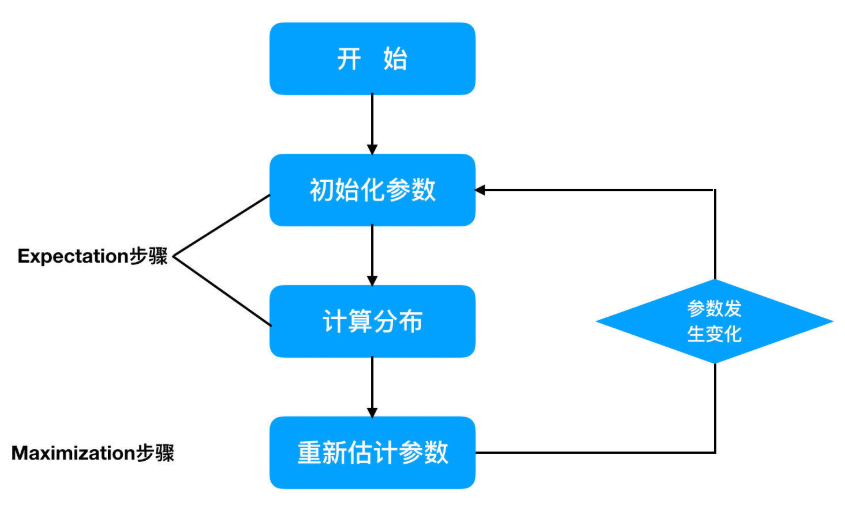 开 始
初始化参数
Expectation步骤
计算分布
参数发
生变化
Maximization步骤
重新估计参数